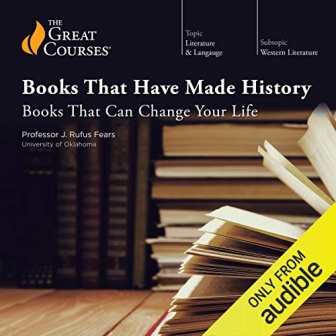 THE
GREAT
COURSES®
Topic
Literature
& Langauge
Subtopic
Western Literature
Books That Have Made History
Books That Can Change Your Life
Professor J. Rufus Fears
University of Oklahoma
ONLY FROM
audible